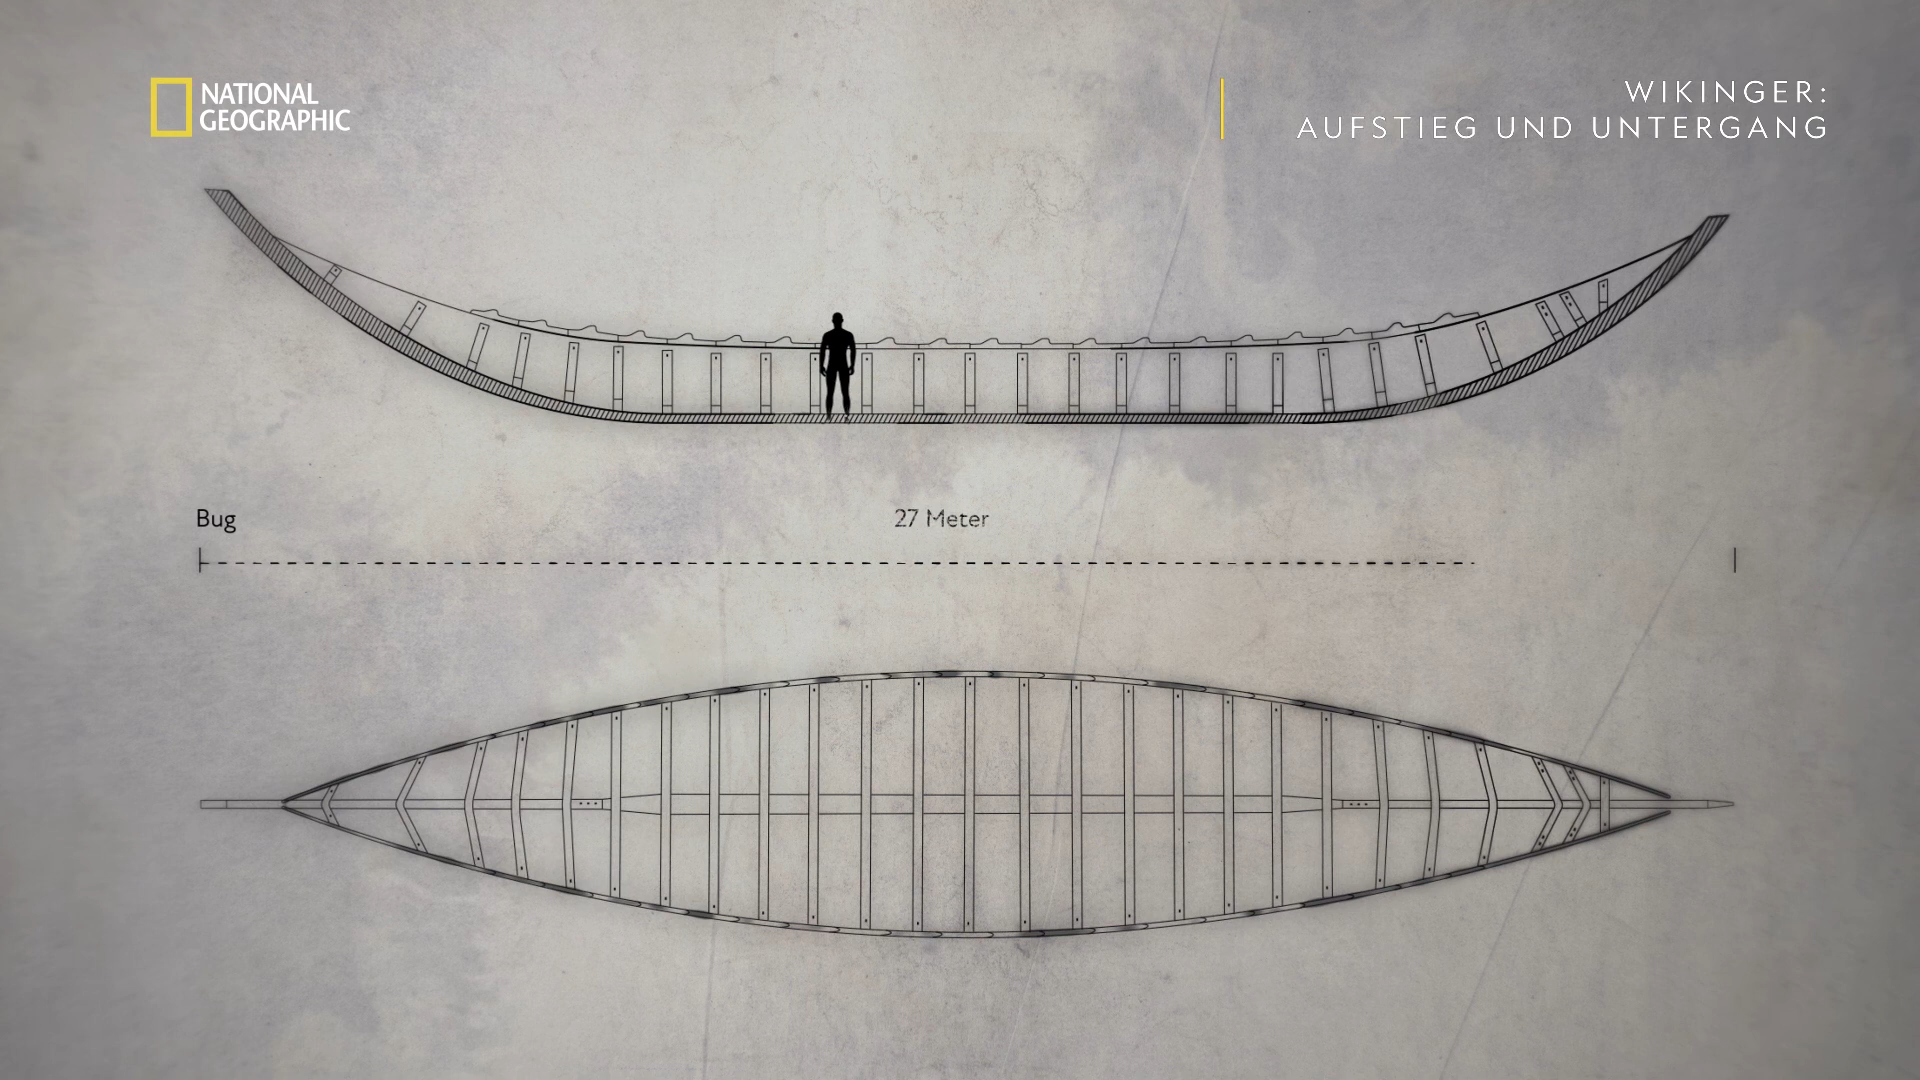 NATIONAL
GEOGRAPHIC
WIKINGER:
AUFSTIEG UND UNTERGANG
Bug
27 Meter